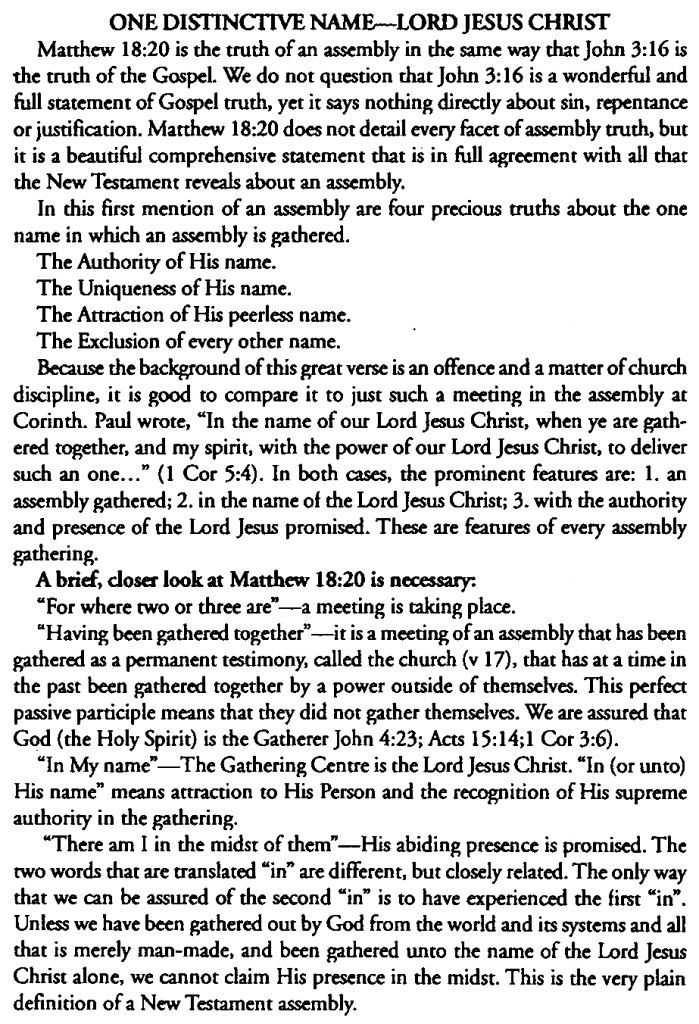 ONE DISTINCTIVE NAME—LORD JESUS CHRIST
Matthew 18:20 is the truth of an assembly in the same way that John 3:16 is
the truth of the Gospel. We do not question that John 3:16 is a wonderful and
full statement of Gospel truth, yet it says nothing directly about sin, repentance
or justification. Matthew 18:20 does not detail every facet of assembly truth, but
it is a beautiful comprehensive statement that is in full agreement with all that
the New Testament reveals about an assembly.
In this first mention of an assembly are four precious truths about the one
name in which an assembly is gathered.
The Authority of His name.
The Uniqueness of His name.
The Attraction of His peerless name.
The Exclusion of every other name.
Because the background of this great verse is an offence and a matter of church
discipline, it is good to compare it to just such a meeting in the assembly at
Corinth. Paul wrote, “In the name of our Lord Jesus Christ, when ye are gath-
ered together, and my spirit, with the power of our Lord Jesus Christ, to deliver
such an one…” (1 Cor 5:4). In both cases, the prominent features are: 1. an
assembly gathered; 2. in the name of the Lord Jesus Christ; 3. with the authority
and presence of the Lord Jesus promised. These are features of every assembly
gathering.
A brief, closer look at Matthew 18:20 is necessary:
“For where two or three are”—a meeting is taking place.
“Having been gathered together”—it is a meeting of an assembly that has been
gathered as a permanent testimony, called the church (v 17), that has at a time in
the past been gathered together by a power outside of themselves. This perfect
passive participle means that they did not gather themselves. We are assured that
God (the Holy Spirit) is the Gatherer John 4:23; Acts 15:14;1 Cor 3:6).
“In My name”—The Gathering Centre is the Lord Jesus Christ. “In (or unto)
His name” means attraction to His Person and the recognition of His supreme
authority in the gathering.
“There am I in the midst of them”—His abiding presence is promised. The
two words that are translated “in” are different, but closely related. The only way
that we can be assured of the second “in” is to have experienced the first “in”.
Unless we have been gathered out by God from the world and its systems and all
that is merely man-made, and been gathered unto the name of the Lord Jesus
Christ alone, we cannot claim His presence in the midst. This is the very plain
definition of a New Testament assembly.